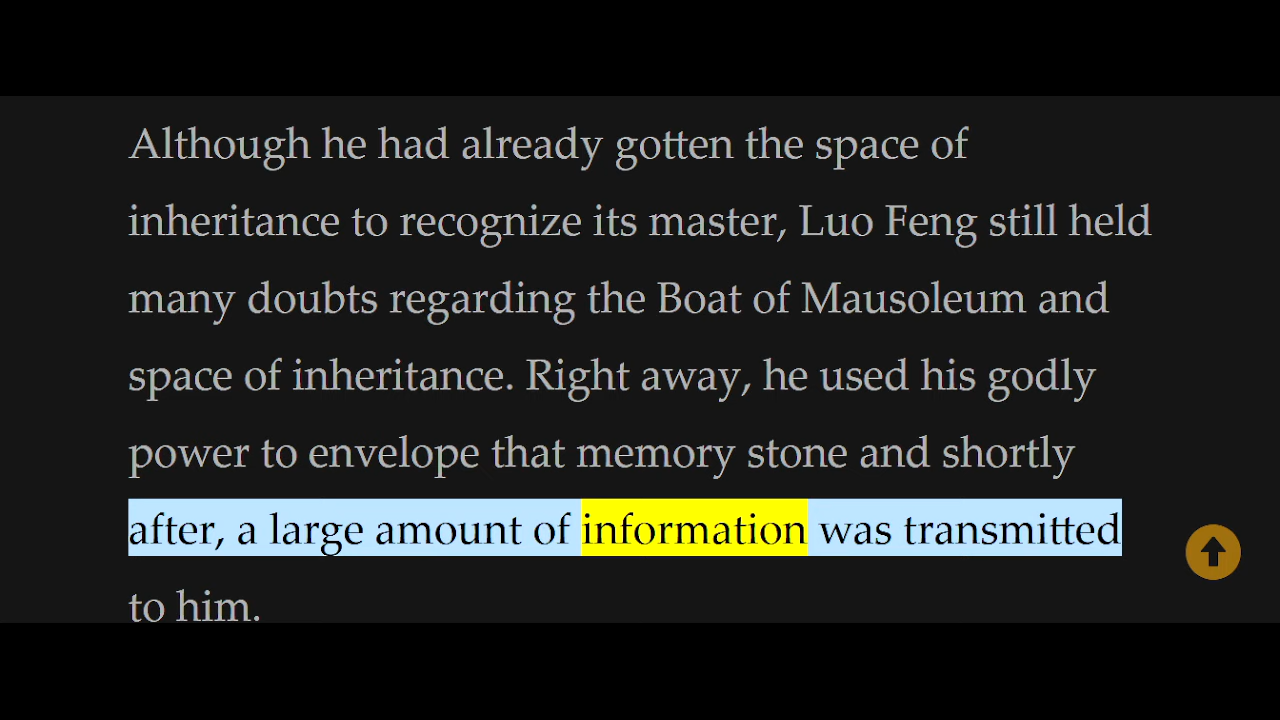 Although he had already gotten the space of
inheritance to recognize its master, Luo Feng still held
many doubts regarding the Boat of Mausoleum and
space of inheritance. Right away, he used his godly
power to envelope that memory stone and shortly
after, a large amount of information was transmitted
to him.